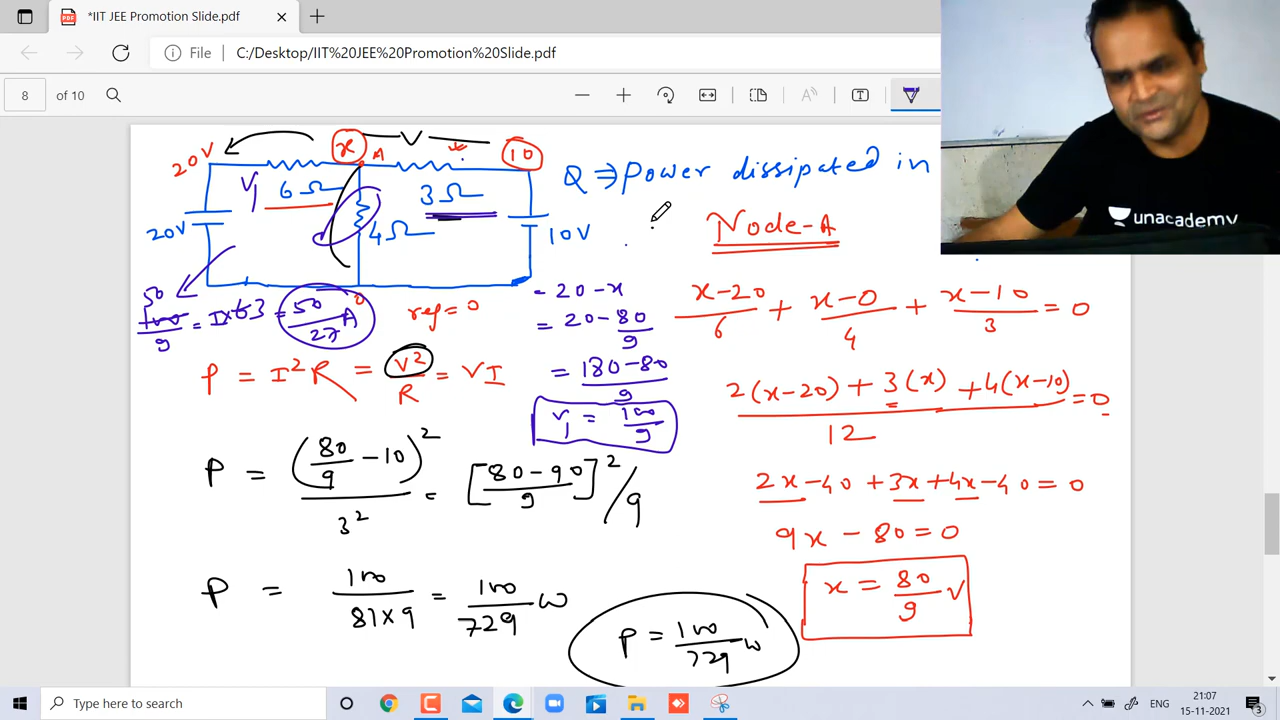 *IIT JEE Promotion Slide.pdf
File C:/Desktop/IIT%20JEE%20Promotion%20Slide.pdf
8 of 10
20V x A V 10
V1 6Ω 3Ω
20V 4Ω 10V
Q ⇒ Power dissipated in
Node-A
unacademy
50
100/9 = I×63 = 50/27 A 0
ref = 0
= 20 - x
= 20 - 80/9
= 180-80/9
V1 = 100/9
P = I²R = V²/R = VI
P = (80/9 - 10)²/3² = [80-90/9]²/9
P = 100/81×9 = 100/729 W
P = 100/729 W
x-20/6 + x-0/4 + x-10/3 = 0
2(x-20) + 3(x) + 4(x-10)/12 = 0
2x-40 + 3x+4x-40 = 0
9x - 80 = 0
x = 80/9 V
Type here to search
ENG
21:07
15-11-2021
3